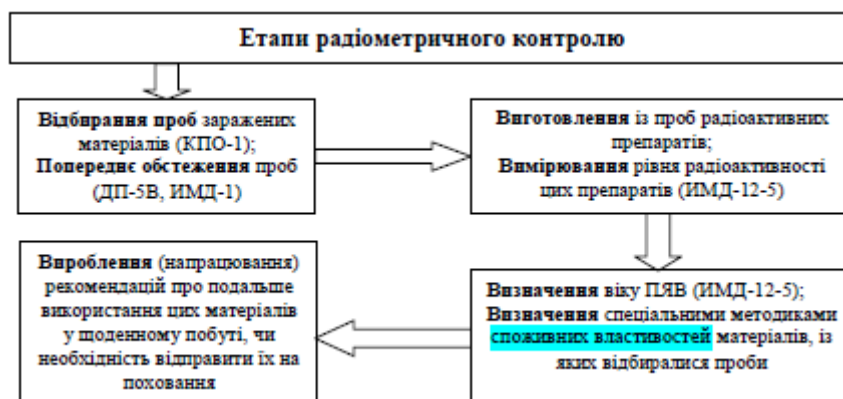 Етапи радіометричного контролю
Відбирання проб заражених
матеріалів (КПО-1);
Попереднє обстеження проб
(ДП-5В, ИМД-1)
Виготовлення із проб радіоактивних
препаратів;
Вимірювання рівня радіоактивності
цих препаратів (ИМД-12-5)
Визначення віку ПЯВ (ИМД-12-5);
Визначення спеціальними методиками
споживних властивостей матеріалів, із
яких відбиралися проби
Вироблення (напрацювання)
рекомендацій про подальше
використання цих матеріалів
у щоденному побуті, чи
необхідність відправити їх на
поховання